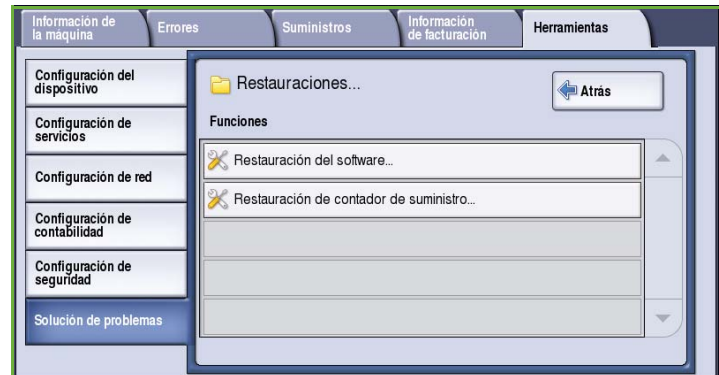 Información de
la máquina
Errores
Suministros
Información
de facturación
Herramientas
Configuración del
dispositivo
Configuración de
servicios
Configuración de red
Configuración de
contabilidad
Configuración de
seguridad
Solución de problemas
Restauraciones...
Atrás
Funciones
Restauración del software...
Restauración de contador de suministro...